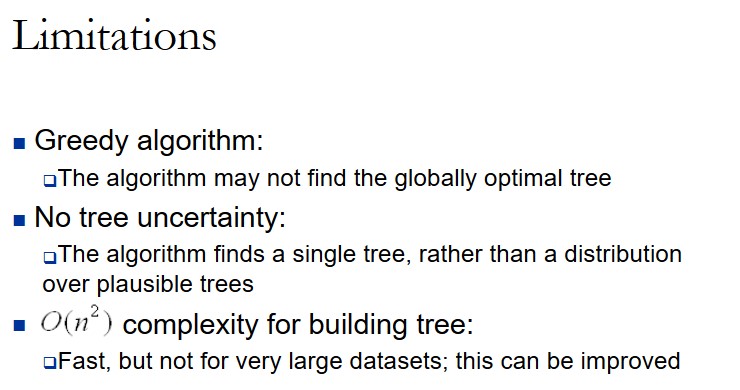 Limitations
■ Greedy algorithm:
❑The algorithm may not find the globally optimal tree
■ No tree uncertainty:
❑The algorithm finds a single tree, rather than a distribution
over plausible trees
■ O(n²) complexity for building tree:
❑Fast, but not for very large datasets; this can be improved